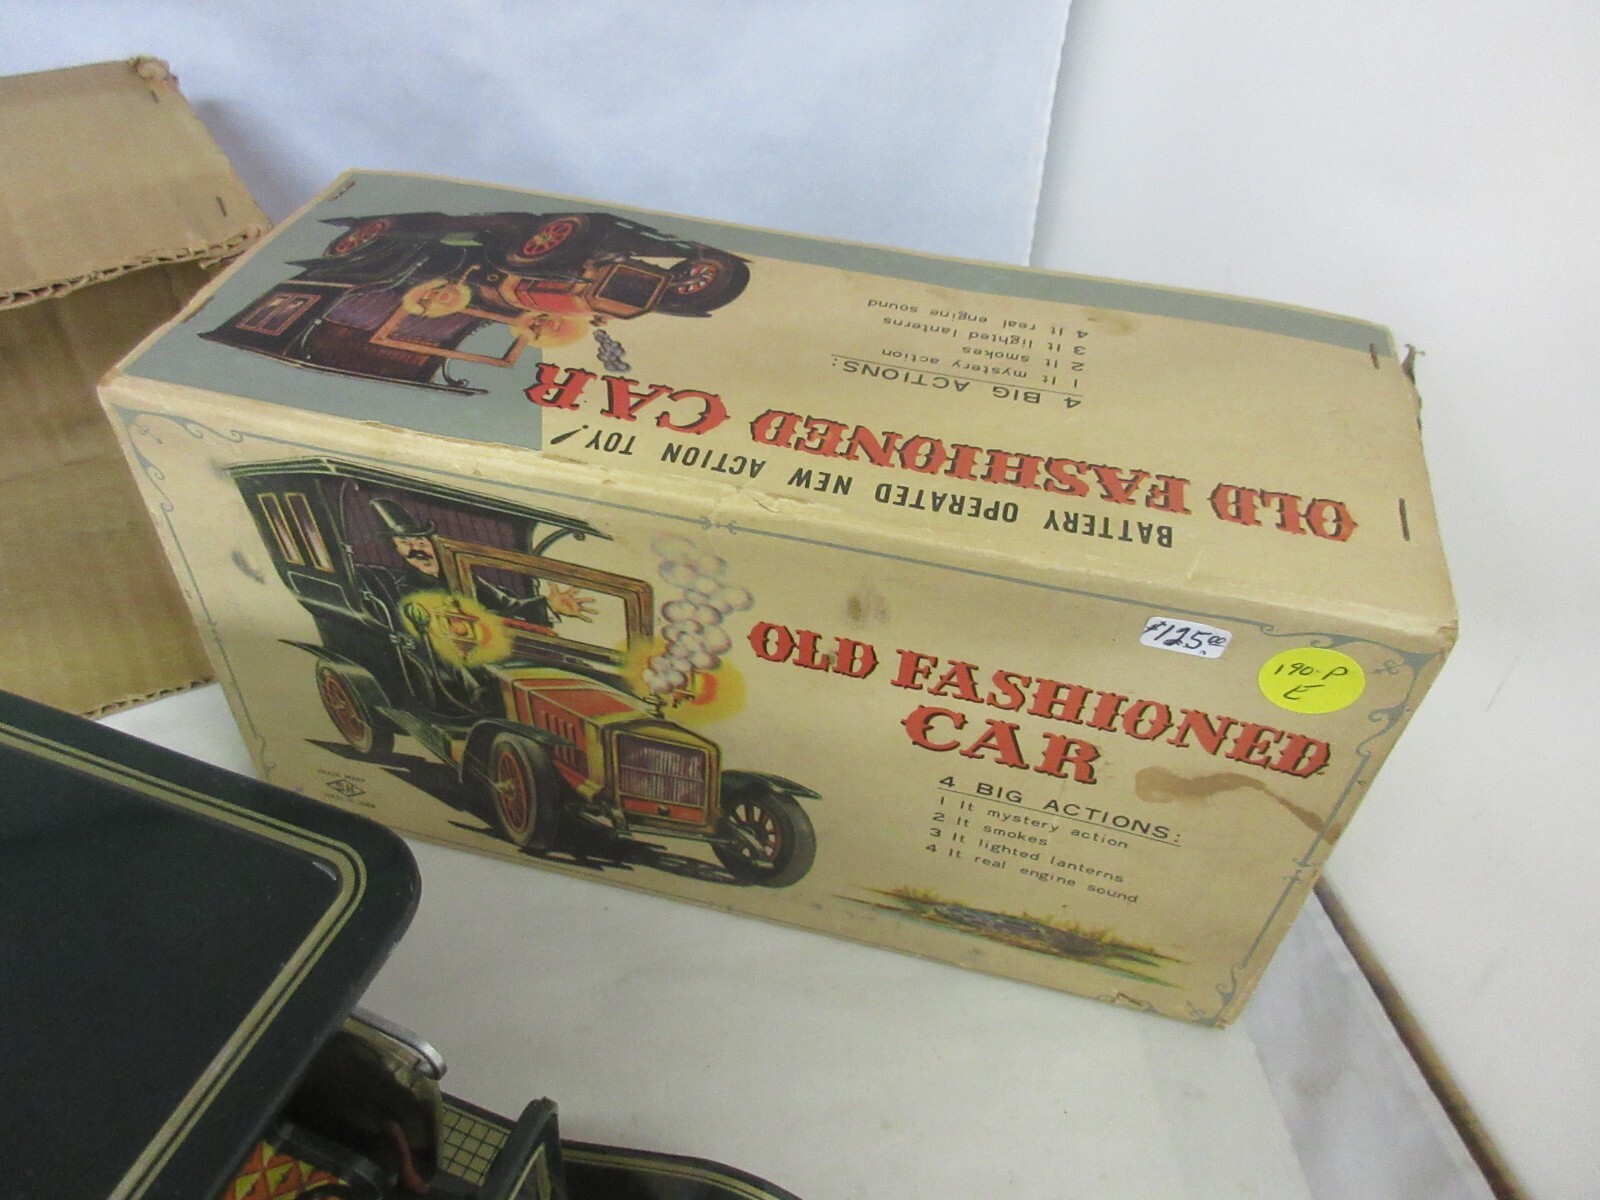 BATTERY OPERATED NEW ACTION TOY!
OLD FASHIONED CAR
4 BIG ACTIONS:
1 It mystery action
2 It smokes
3 It lighted lanterns
4 It real engine sound
$125.00
190-P
E
OLD FASHIONED
CAR
4 BIG ACTIONS:
1 It mystery action
2 It smokes
3 It lighted lanterns
4 It real engine sound
TRADE MARK